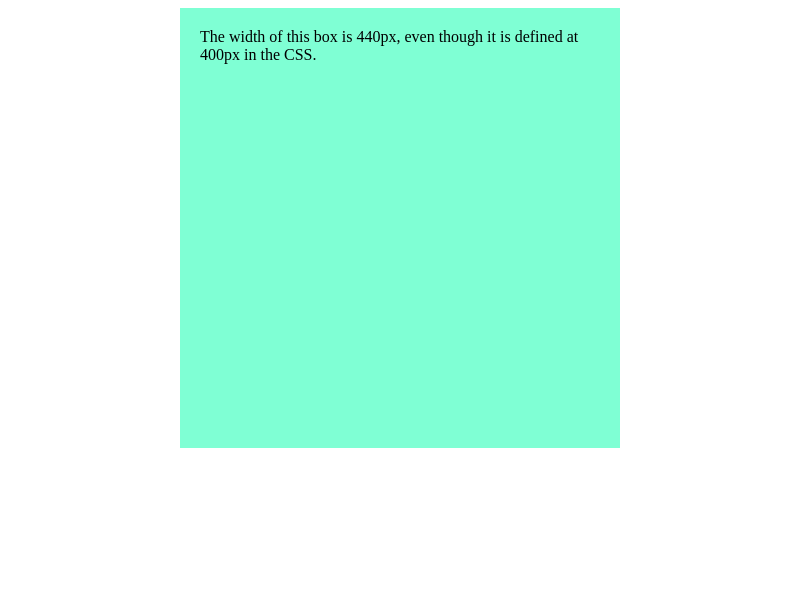 The width of this box is 440px, even though it is defined at
400px in the CSS.